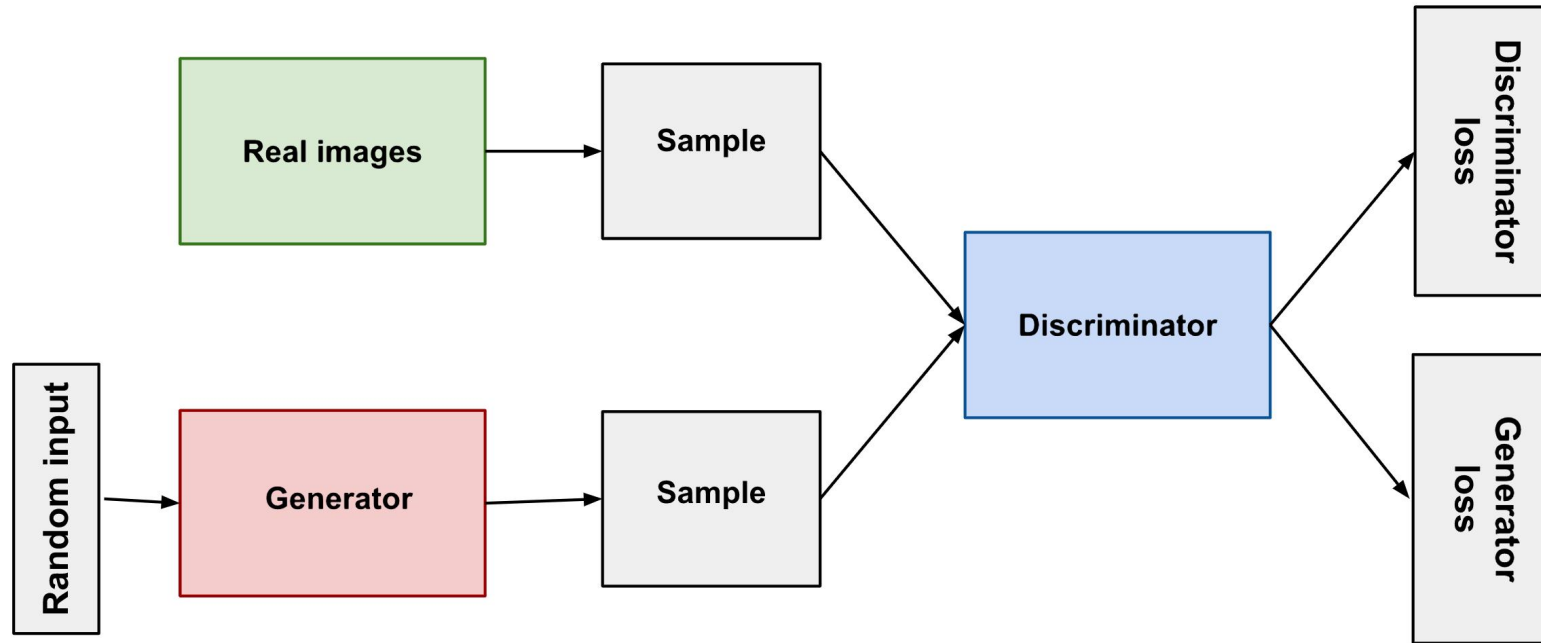 Real images
Sample
Discriminator
loss
Discriminator
Random input
Generator
Sample
Generator
loss